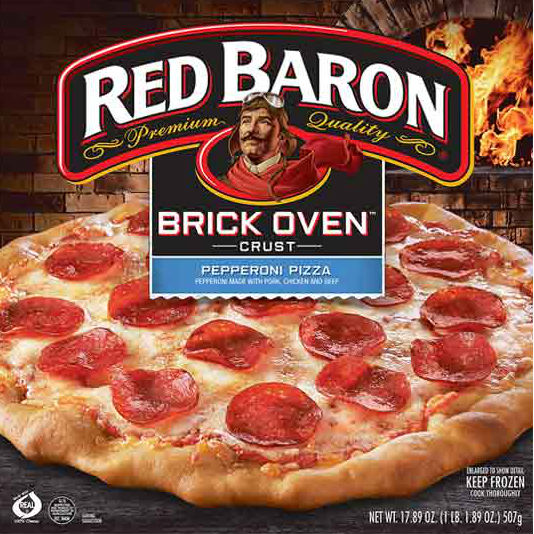 RED BARON
Premium Quality
BRICK OVEN™
CRUST
PEPPERONI PIZZA
PEPPERONI MADE WITH PORK, CHICKEN AND BEEF
ENLARGED TO SHOW DETAIL
KEEP FROZEN
COOK THOROUGHLY
REAL
NET WT. 17.89 OZ. (1 LB. 1.89 OZ.) 507g